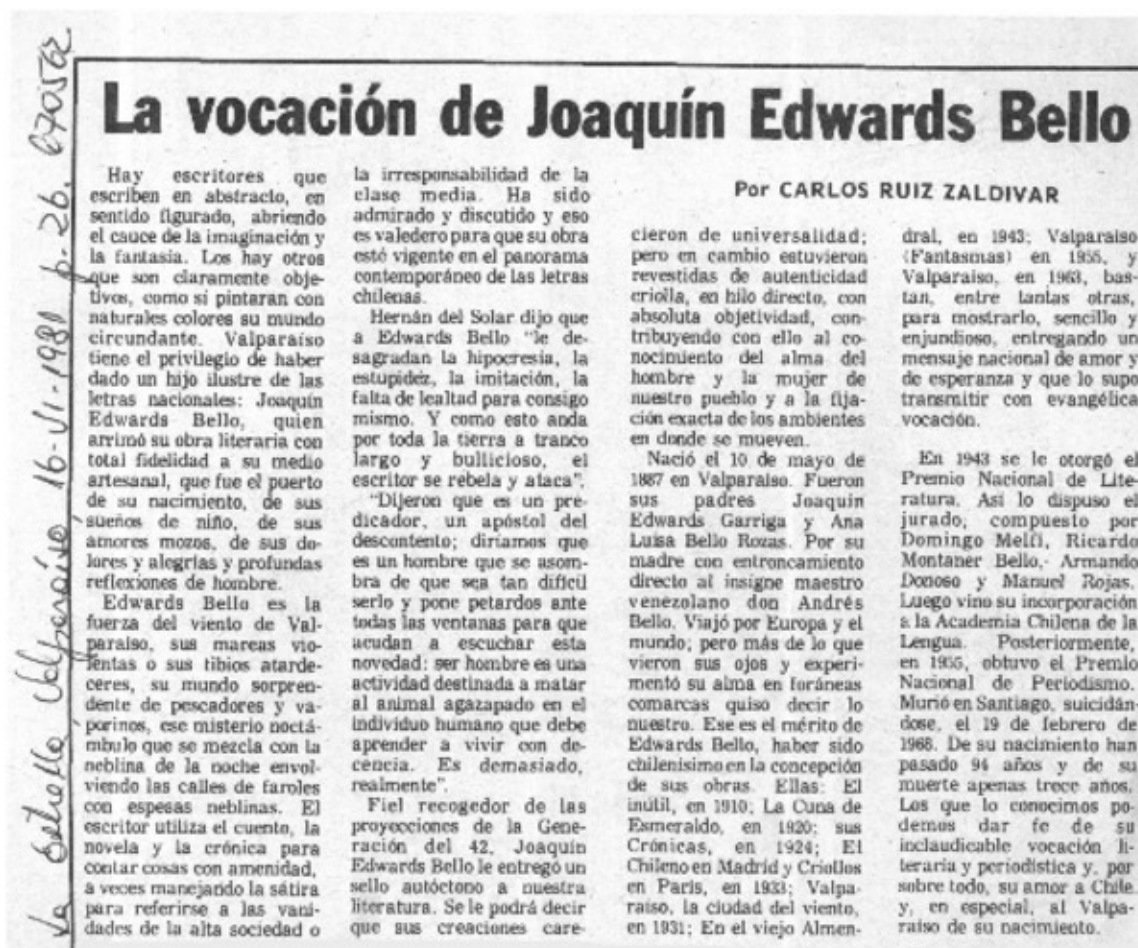 La Estrella, Valparaíso, 16-VI-1981 p. 26.
La vocación de Joaquín Edwards Bello
Por CARLOS RUIZ ZALDIVAR
Hay escritores que
escriben en abstracto, en
sentido figurado, abriendo
el cauce de la imaginación y
la fantasía. Los hay otros
que son claramente obje-
tivos, como si pintaran con
naturales colores su mundo
circundante. Valparaíso
tiene el privilegio de haber
dado un hijo ilustre de las
letras nacionales: Joaquín
Edwards Bello, quien
arrimó su obra literaria con
total fidelidad a su medio
artesanal, que fue el puerto
de su nacimiento, de sus
sueños de niño, de sus
amores mozos, de sus do-
lores y alegrías y profundas
reflexiones de hombre.
Edwards Bello es la
fuerza del viento de Val-
paraíso, sus mareas vio-
lentas o sus tibios atarde-
ceres, su mundo sorpren-
dente de pescadores y va-
porinos, ese misterio noctá-
mbulo que se mezcla con la
neblina de la noche envol-
viendo las calles de faroles
con espesas neblinas. El
escritor utiliza el cuento, la
novela y la crónica para
contar cosas con amenidad,
a veces manejando la sátira
para referirse a las vani-
dades de la alta sociedad o
la irresponsabilidad de la
clase media. Ha sido
admirado y discutido y eso
es valedero para que su obra
esté vigente en el panorama
contemporáneo de las letras
chilenas.
Hernán del Solar dijo que
a Edwards Bello "le de-
sagradan la hipocresía, la
estupidez, la imitación, la
falta de lealtad para consigo
mismo. Y como esto anda
por toda la tierra a tranco
largo y bullicioso, el
escritor se rebela y ataca".
"Dijeron que es un pre-
dicador, un apóstol del
descontento; diríamos que
es un hombre que se asom-
bra de que sea tan difícil
serlo y pone petardos ante
todas las ventanas para que
acudan a escuchar esta
novedad: ser hombre es una
actividad destinada a matar
al animal agazapado en el
individuo humano que debe
aprender a vivir con de-
cencia. Es demasiado,
realmente".
Fiel recogedor de las
proyecciones de la Gene-
ración del 42, Joaquín
Edwards Bello le entregó un
sello autóctono a nuestra
literatura. Se le podrá decir
que sus creaciones care-
cieron de universalidad;
pero en cambio estuvieron
revestidas de autenticidad
criolla, en hilo directo, con
absoluta objetividad, con-
tribuyendo con ello al co-
nocimiento del alma del
hombre y la mujer de
nuestro pueblo y a la fija-
ción exacta de los ambientes
en donde se mueven.
Nació el 10 de mayo de
1887 en Valparaíso. Fueron
sus padres Joaquín
Edwards Garriga y Ana
Luisa Bello Rozas. Por su
madre con entroncamiento
directo al insigne maestro
venezolano don Andrés
Bello. Viajó por Europa y el
mundo; pero más de lo que
vieron sus ojos y experi-
mentó su alma en foráneas
comarcas quiso decir lo
nuestro. Ese es el mérito de
Edwards Bello, haber sido
chilenísimo en la concepción
de sus obras. Ellas: El
inútil, en 1910; La Cuna de
Esmeraldo, en 1920; sus
Crónicas, en 1924; El
Chileno en Madrid y Criollos
en París, en 1933; Valpa-
raíso, la ciudad del viento,
en 1931; En el viejo Almen-
dral, en 1943; Valparaíso
(Fantasmas) en 1955, y
Valparaíso, en 1963, bas-
tan, entre tantas otras,
para mostrarlo, sencillo y
enjundioso, entregando un
mensaje nacional de amor y
de esperanza y que lo supo
transmitir con evangélica
vocación.
En 1943 se le otorgó el
Premio Nacional de Lite-
ratura. Así lo dispuso el
jurado, compuesto por
Domingo Melfi, Ricardo
Montaner Bello, Armando
Donoso y Manuel Rojas.
Luego vino su incorporación
a la Academia Chilena de la
Lengua. Posteriormente,
en 1955, obtuvo el Premio
Nacional de Periodismo.
Murió en Santiago, suicidán-
dose, el 19 de febrero de
1968. De su nacimiento han
pasado 94 años y de su
muerte apenas trece años.
Los que lo conocimos po-
demos dar fe de su
inclaudicable vocación li-
teraria y periodística y, por
sobre todo, su amor a Chile
y, en especial, al Valpa-
raíso de su nacimiento.